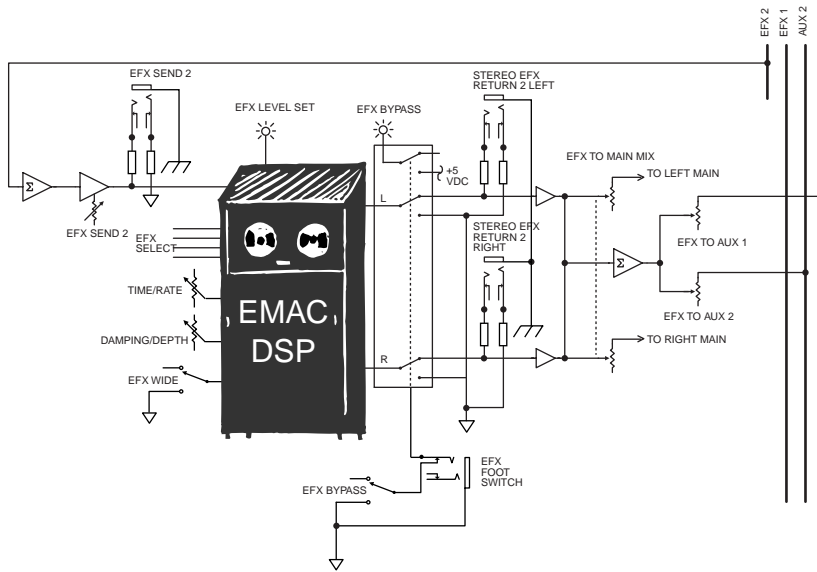 EFX 2
EFX 1
AUX 2
EFX SEND 2
STEREO EFX
RETURN 2 LEFT
EFX LEVEL SET
EFX BYPASS
+5
VDC
EFX TO MAIN MIX
TO LEFT MAIN
Σ
EFX SEND 2
L
EFX
SELECT
STEREO EFX
RETURN 2
RIGHT
Σ
EFX TO AUX 1
TIME/RATE
EMAC
DSP
EFX TO AUX 2
DAMPING/DEPTH
TO RIGHT MAIN
R
EFX WIDE
EFX
FOOT
SWITCH
EFX BYPASS